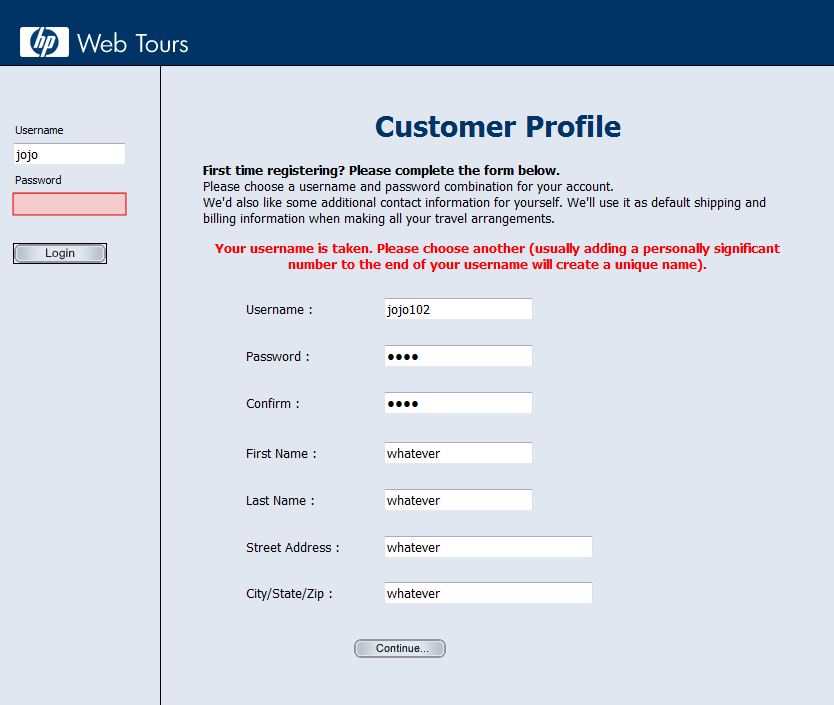 hp Web Tours
Username
jojo
Password
Login
Customer Profile
First time registering? Please complete the form below.
Please choose a username and password combination for your account.
We'd also like some additional contact information for yourself. We'll use it as default shipping and
billing information when making all your travel arrangements.
Your username is taken. Please choose another (usually adding a personally significant
number to the end of your username will create a unique name).
Username : jojo102
Password : ●●●●
Confirm : ●●●●
First Name : whatever
Last Name : whatever
Street Address : whatever
City/State/Zip : whatever
Continue...